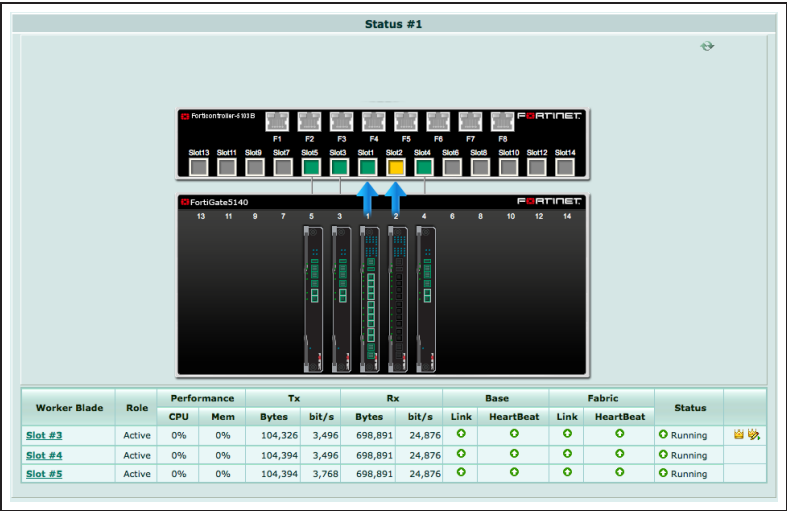 Status #1
Forticontroller-5103B FORTINET
F1 F2 F3 F4 F5 F6 F7 F8
Slot13 Slot11 Slot9 Slot7 Slot5 Slot3 Slot1 Slot2 Slot4 Slot6 Slot8 Slot10 Slot12 Slot14
FortiGate5140 FORTINET
13 11 9 7 5 3 1 2 4 6 8 10 12 14
Worker Blade Role Performance Tx Rx Base Fabric Status
CPU Mem Bytes bit/s Bytes bit/s Link HeartBeat Link HeartBeat
Slot #3 Active 0% 0% 104,326 3,496 698,891 24,876 Running
Slot #4 Active 0% 0% 104,394 3,496 698,891 24,876 Running
Slot #5 Active 0% 0% 104,394 3,768 698,891 24,876 Running